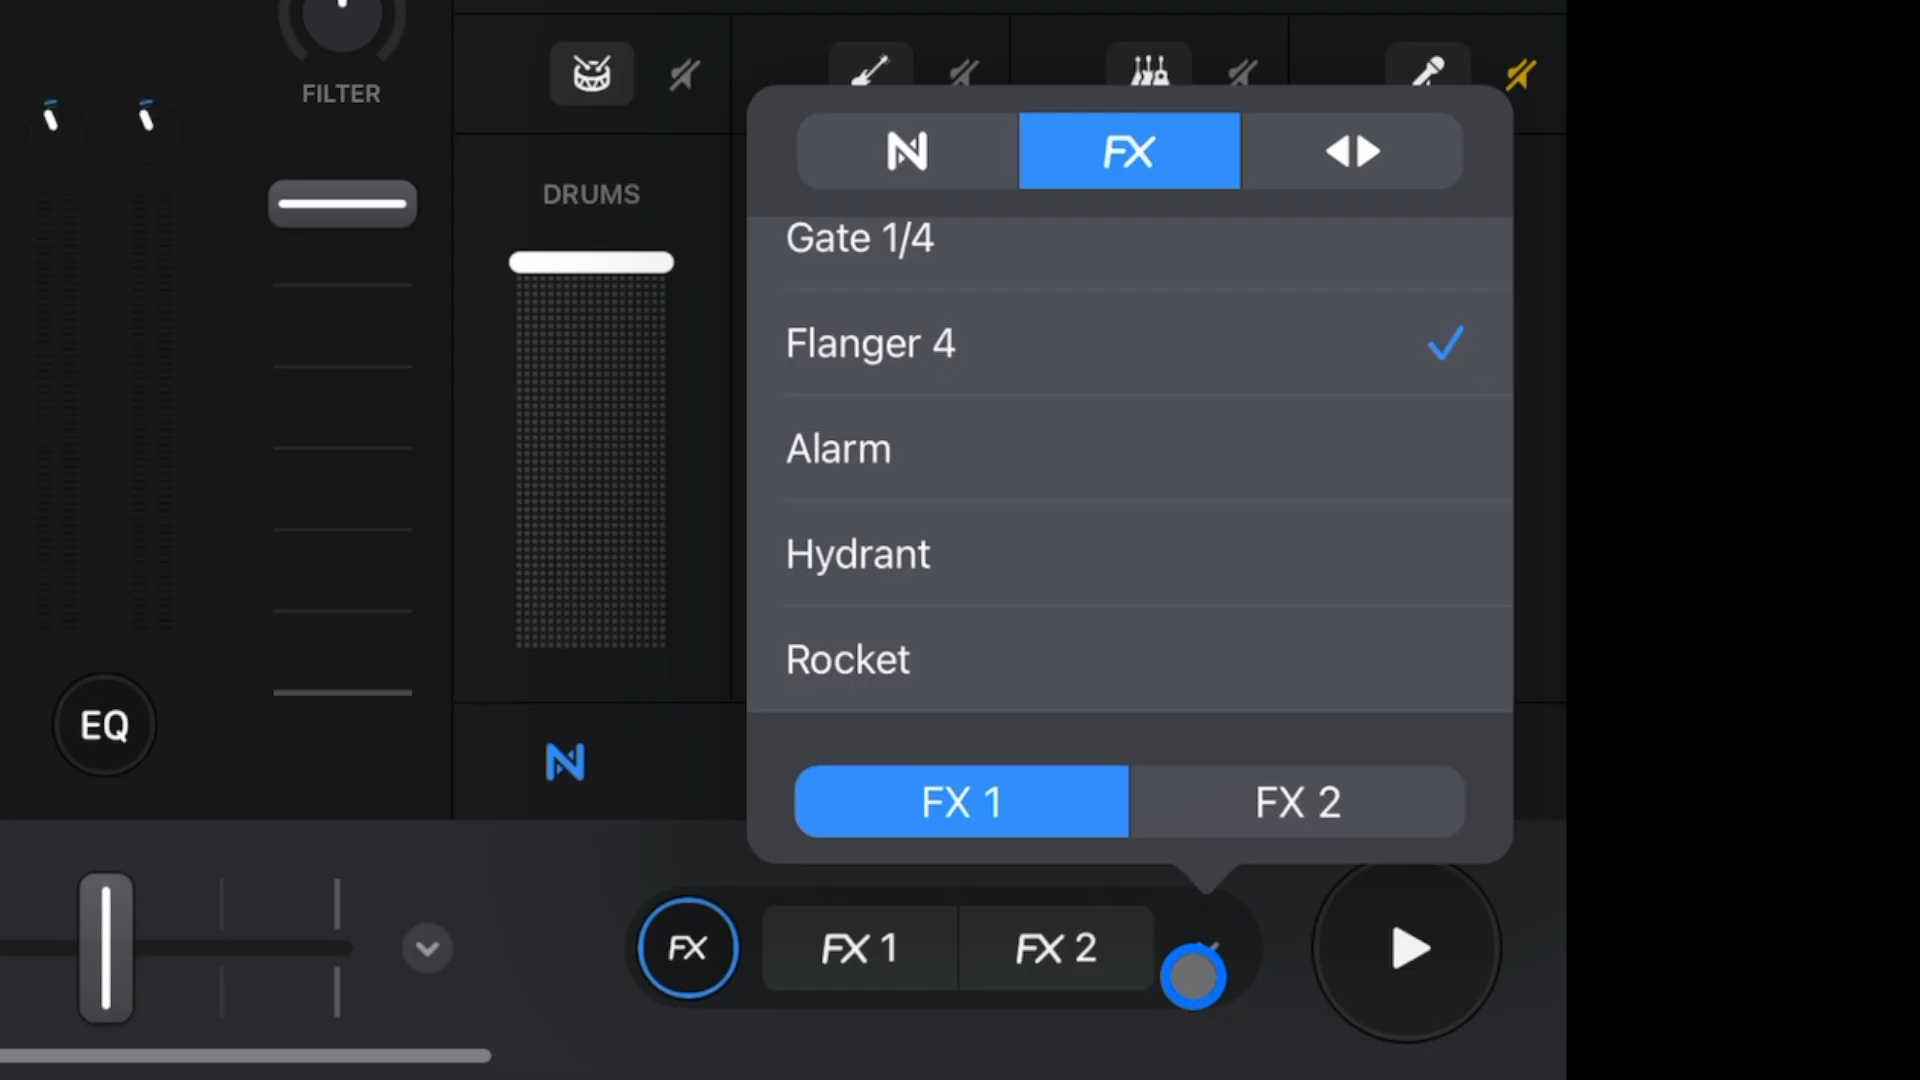 FILTER
DRUMS
FX
Gate 1/4
Flanger 4
Alarm
Hydrant
Rocket
FX 1
FX 2
EQ
FX
FX 1
FX 2